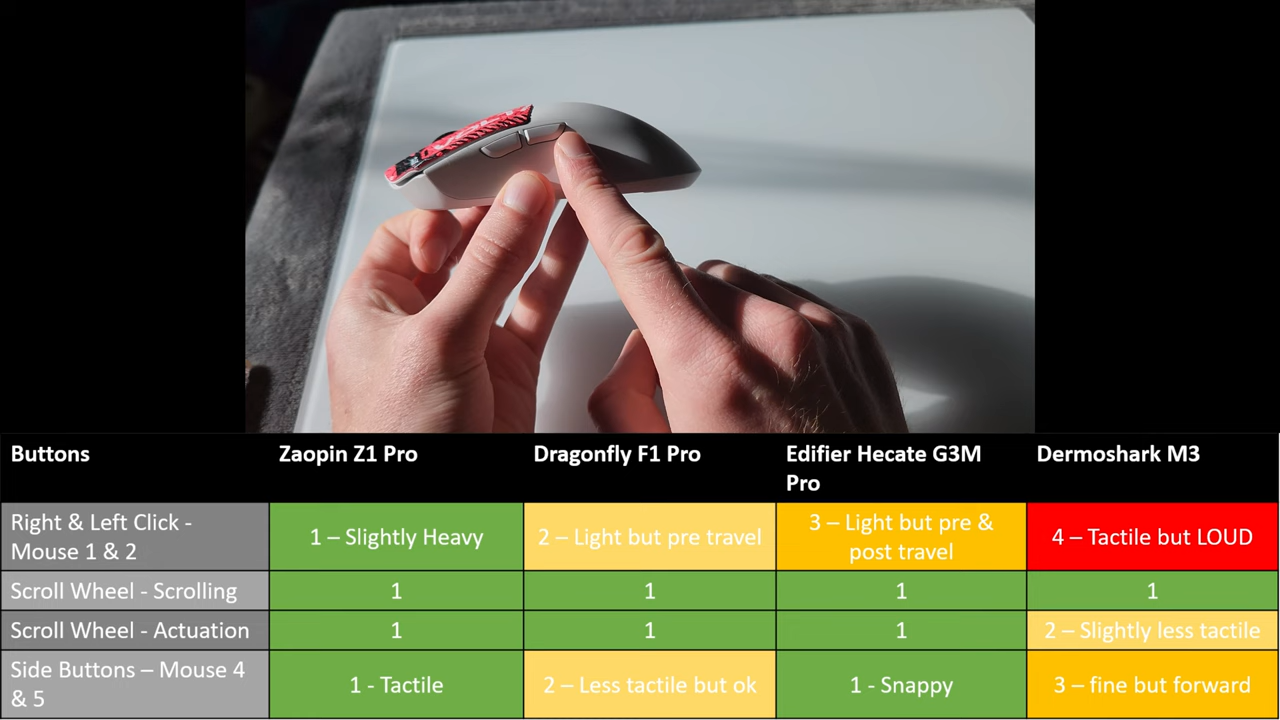 Buttons
Zaopin Z1 Pro
Dragonfly F1 Pro
Edifier Hecate G3M
Pro
Dermoshark M3
Right & Left Click -
Mouse 1 & 2
1 – Slightly Heavy
2 – Light but pre travel
3 – Light but pre &
post travel
4 – Tactile but LOUD
Scroll Wheel - Scrolling
1
1
1
1
Scroll Wheel - Actuation
1
1
1
2 – Slightly less tactile
Side Buttons – Mouse 4
& 5
1 - Tactile
2 – Less tactile but ok
1 - Snappy
3 – fine but forward